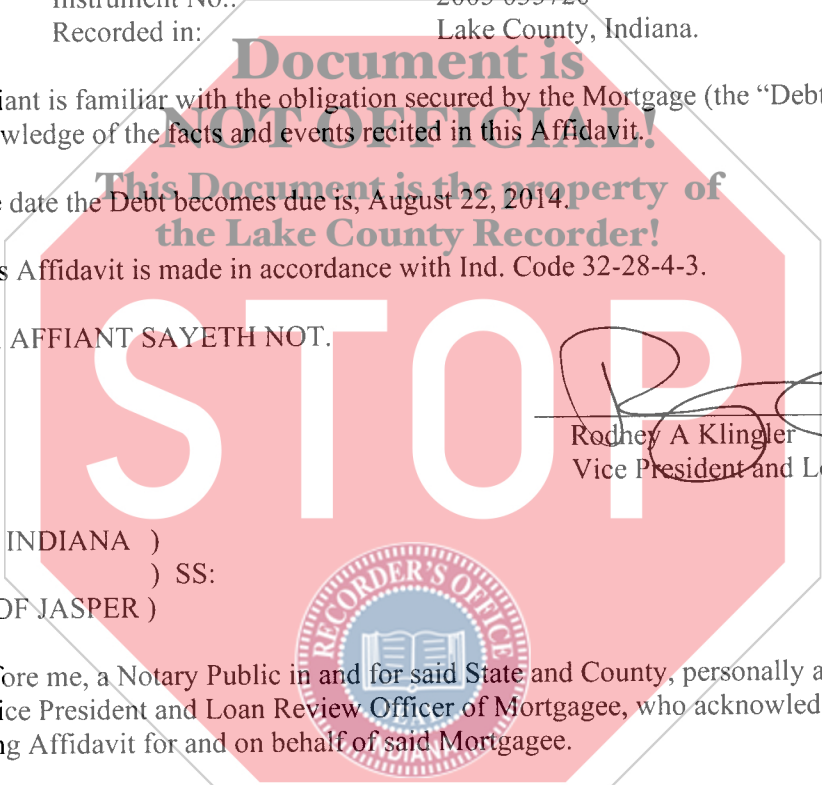 Recorded in: Lake County, Indiana.
Document is
iant is familiar with the obligation secured by the Mortgage (the “Debt
wledge of the facts and events recited in this Affidavit.
NOT OFFICIAL!
This Document is the property of
e date the Debt becomes due is, August 22, 2014.
the Lake County Recorder!
s Affidavit is made in accordance with Ind. Code 32-28-4-3.
AFFIANT SAYETH NOT.
STOP
Rodney A Klingler
Vice President and Lo
INDIANA )
) SS:
OF JASPER )
RECORDER'S OFFICE
fore me, a Notary Public in and for said State and County, personally a
ice President and Loan Review Officer of Mortgagee, who acknowled
SEAL
ng Affidavit for and on behalf of said Mortgagee.
INDIANA